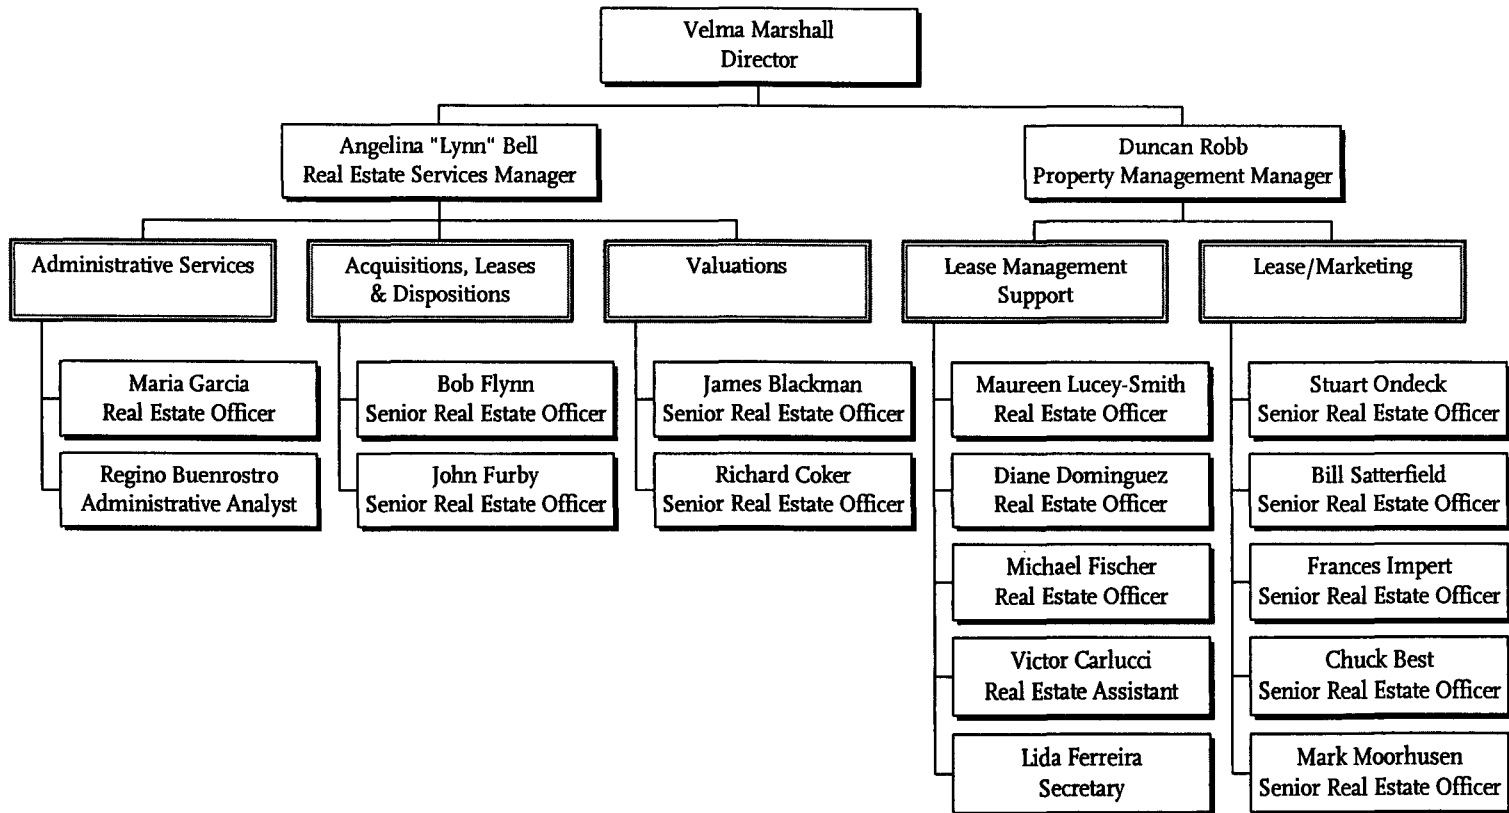 Velma Marshall
Director
Angelina "Lynn" Bell
Real Estate Services Manager
Duncan Robb
Property Management Manager
Administrative Services
Acquisitions, Leases
& Dispositions
Valuations
Lease Management
Support
Lease/Marketing
Maria Garcia
Real Estate Officer
Regino Buenrostro
Administrative Analyst
Bob Flynn
Senior Real Estate Officer
John Furby
Senior Real Estate Officer
James Blackman
Senior Real Estate Officer
Richard Coker
Senior Real Estate Officer
Maureen Lucey-Smith
Real Estate Officer
Diane Dominguez
Real Estate Officer
Michael Fischer
Real Estate Officer
Victor Carlucci
Real Estate Assistant
Lida Ferreira
Secretary
Stuart Ondeck
Senior Real Estate Officer
Bill Satterfield
Senior Real Estate Officer
Frances Impert
Senior Real Estate Officer
Chuck Best
Senior Real Estate Officer
Mark Moorhusen
Senior Real Estate Officer